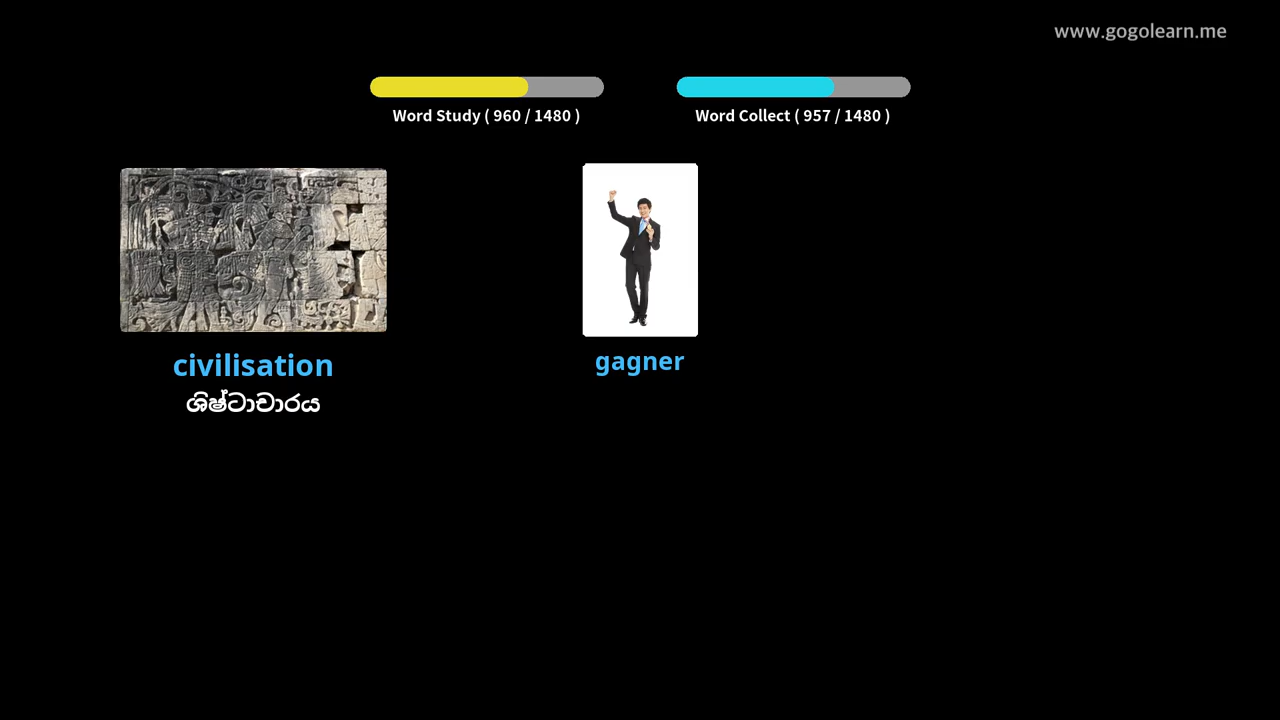 www.gogolearn.me
Word Study ( 960 / 1480 )
Word Collect ( 957 / 1480 )
civilisation
ශිෂ්ටාචාරය
gagner